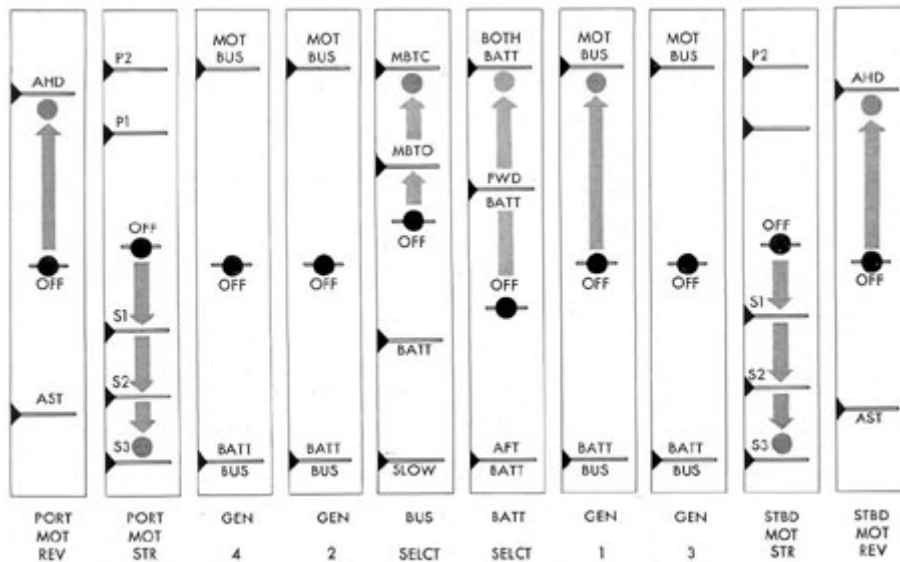 AHD
OFF
AST
PORT
MOT
REV
P2
P1
OFF
S1
S2
S3
PORT
MOT
STR
MOT
BUS
OFF
BATT
BUS
GEN
4
MOT
BUS
OFF
BATT
BUS
GEN
2
MBTC
MBTO
OFF
BATT
SLOW
BUS
SELCT
BOTH
BATT
FWD
BATT
OFF
AFT
BATT
BATT
SELCT
MOT
BUS
OFF
BATT
BUS
GEN
1
MOT
BUS
OFF
BATT
BUS
GEN
3
P2
OFF
S1
S2
S3
STBD
MOT
STR
AHD
OFF
AST
STBD
MOT
REV